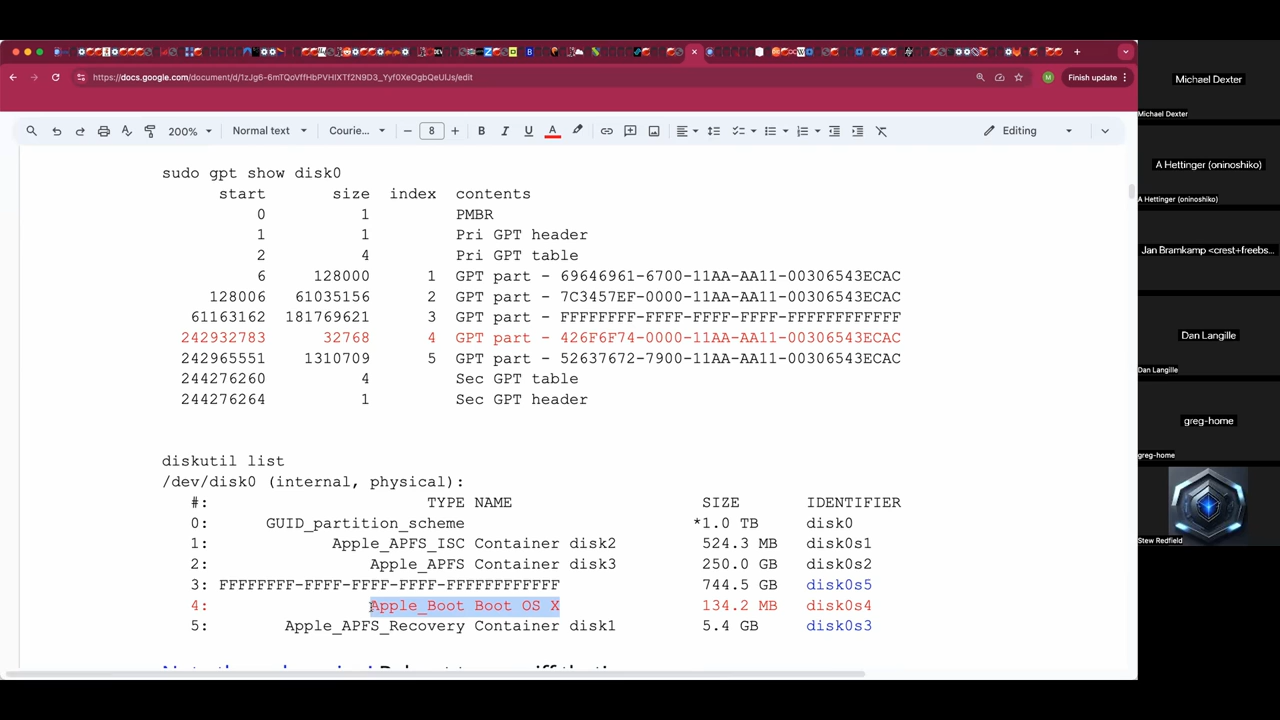 https://docs.google.com/document/d/1zJg6-6mTQoVffHbPVHIXTf2N9D3_Yyf0XeOgbQeUIJs/edit
M
Finish update
200%
Normal text
Courie...
8
Editing
sudo gpt show disk0
start size index contents
0 1 PMBR
1 1 Pri GPT header
2 4 Pri GPT table
6 128000 1 GPT part - 69646961-6700-11AA-AA11-00306543ECAC
128006 61035156 2 GPT part - 7C3457EF-0000-11AA-AA11-00306543ECAC
61163162 181769621 3 GPT part - FFFFFFFF-FFFF-FFFF-FFFF-FFFFFFFFFFFF
242932783 32768 4 GPT part - 426F6F74-0000-11AA-AA11-00306543ECAC
242965551 1310709 5 GPT part - 52637672-7900-11AA-AA11-00306543ECAC
244276260 4 Sec GPT table
244276264 1 Sec GPT header
diskutil list
/dev/disk0 (internal, physical):
#: TYPE NAME SIZE IDENTIFIER
0: GUID_partition_scheme *1.0 TB disk0
1: Apple_APFS_ISC Container disk2 524.3 MB disk0s1
2: Apple_APFS Container disk3 250.0 GB disk0s2
3: FFFFFFFF-FFFF-FFFF-FFFF-FFFFFFFFFFFF 744.5 GB disk0s5
4: Apple_Boot Boot OS X 134.2 MB disk0s4
5: Apple_APFS_Recovery Container disk1 5.4 GB disk0s3
Michael Dexter
Michael Dexter
A Hettinger (oninoshiko)
A Hettinger (oninoshiko)
Jan Bramkamp <crest+freebs...
Dan Langille
Dan Langille
greg-home
greg-home
Stew Redfield